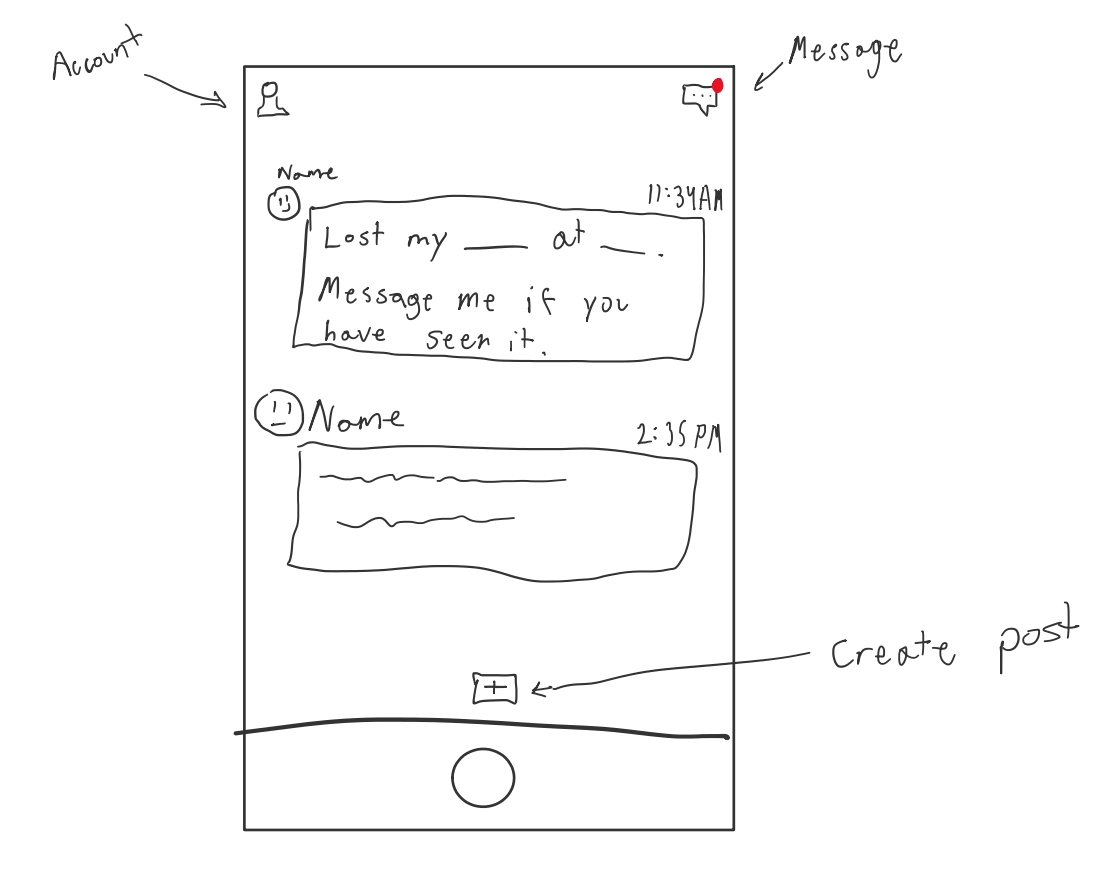 Account
Message
Name
11:34AM
Lost my ____ at ___.
Message me if you
have seen it.
Name
2:35 PM
Create post